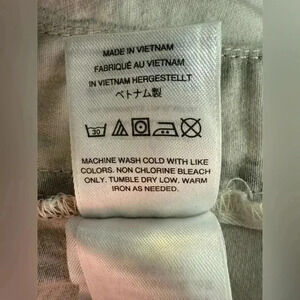 MADE IN VIETNAM
FABRIQUÉ AU VIETNAM
IN VIETNAM HERGESTELLT
ベトナム製
30
MACHINE WASH COLD WITH LIKE
COLORS. NON CHLORINE BLEACH
ONLY. TUMBLE DRY LOW. WARM
IRON AS NEEDED.